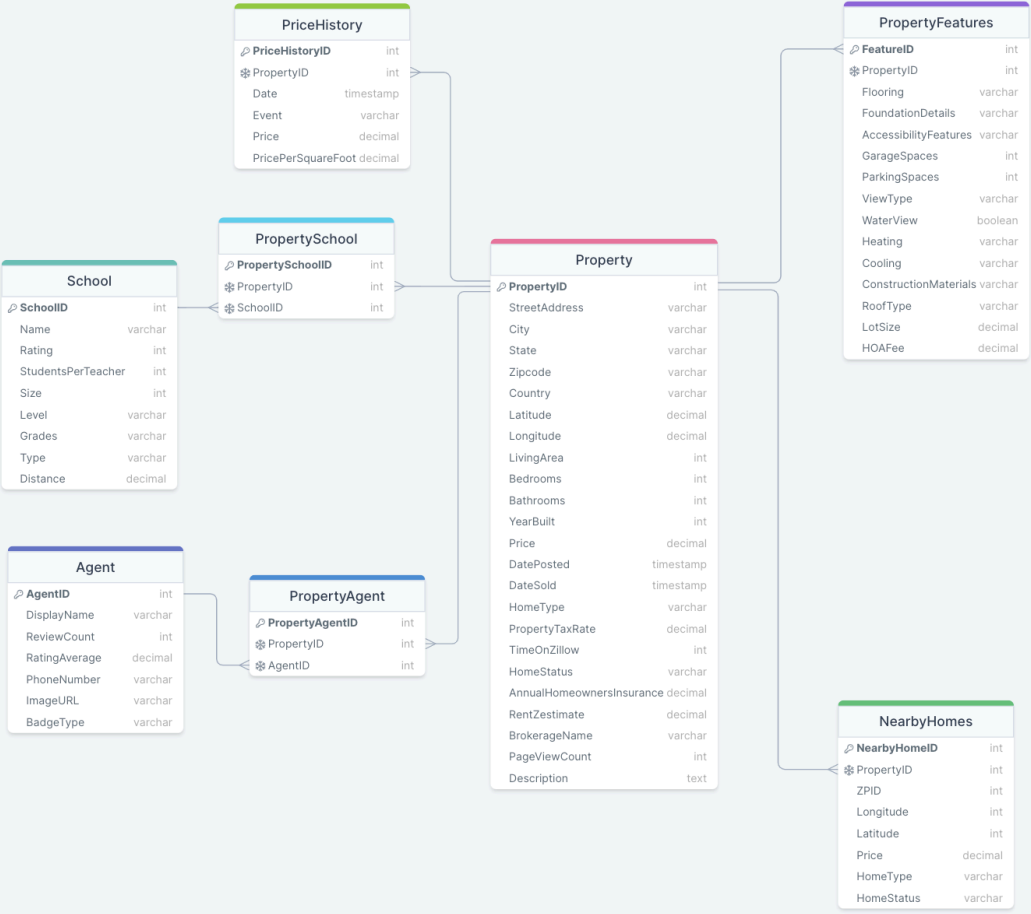 PriceHistory
PriceHistoryID int
PropertyID int
Date timestamp
Event varchar
Price decimal
PricePerSquareFoot decimal
PropertyFeatures
FeatureID int
PropertyID int
Flooring varchar
FoundationDetails varchar
AccessibilityFeatures varchar
GarageSpaces int
ParkingSpaces int
ViewType varchar
WaterView boolean
Heating varchar
Cooling varchar
ConstructionMaterials varchar
RoofType varchar
LotSize decimal
HOAFee decimal
PropertySchool
PropertySchoolID int
PropertyID int
SchoolID int
School
SchoolID int
Name varchar
Rating int
StudentsPerTeacher int
Size int
Level varchar
Grades varchar
Type varchar
Distance decimal
Property
PropertyID int
StreetAddress varchar
City varchar
State varchar
Zipcode varchar
Country varchar
Latitude decimal
Longitude decimal
LivingArea int
Bedrooms int
Bathrooms int
YearBuilt int
Price decimal
DatePosted timestamp
DateSold timestamp
HomeType varchar
PropertyTaxRate decimal
TimeOnZillow int
HomeStatus varchar
AnnualHomeownersInsurance decimal
RentZestimate decimal
BrokerageName varchar
PageViewCount int
Description text
Agent
AgentID int
DisplayName varchar
ReviewCount int
RatingAverage decimal
PhoneNumber varchar
ImageURL varchar
BadgeType varchar
PropertyAgent
PropertyAgentID int
PropertyID int
AgentID int
NearbyHomes
NearbyHomeID int
PropertyID int
ZPID int
Longitude int
Latitude int
Price decimal
HomeType varchar
HomeStatus varchar